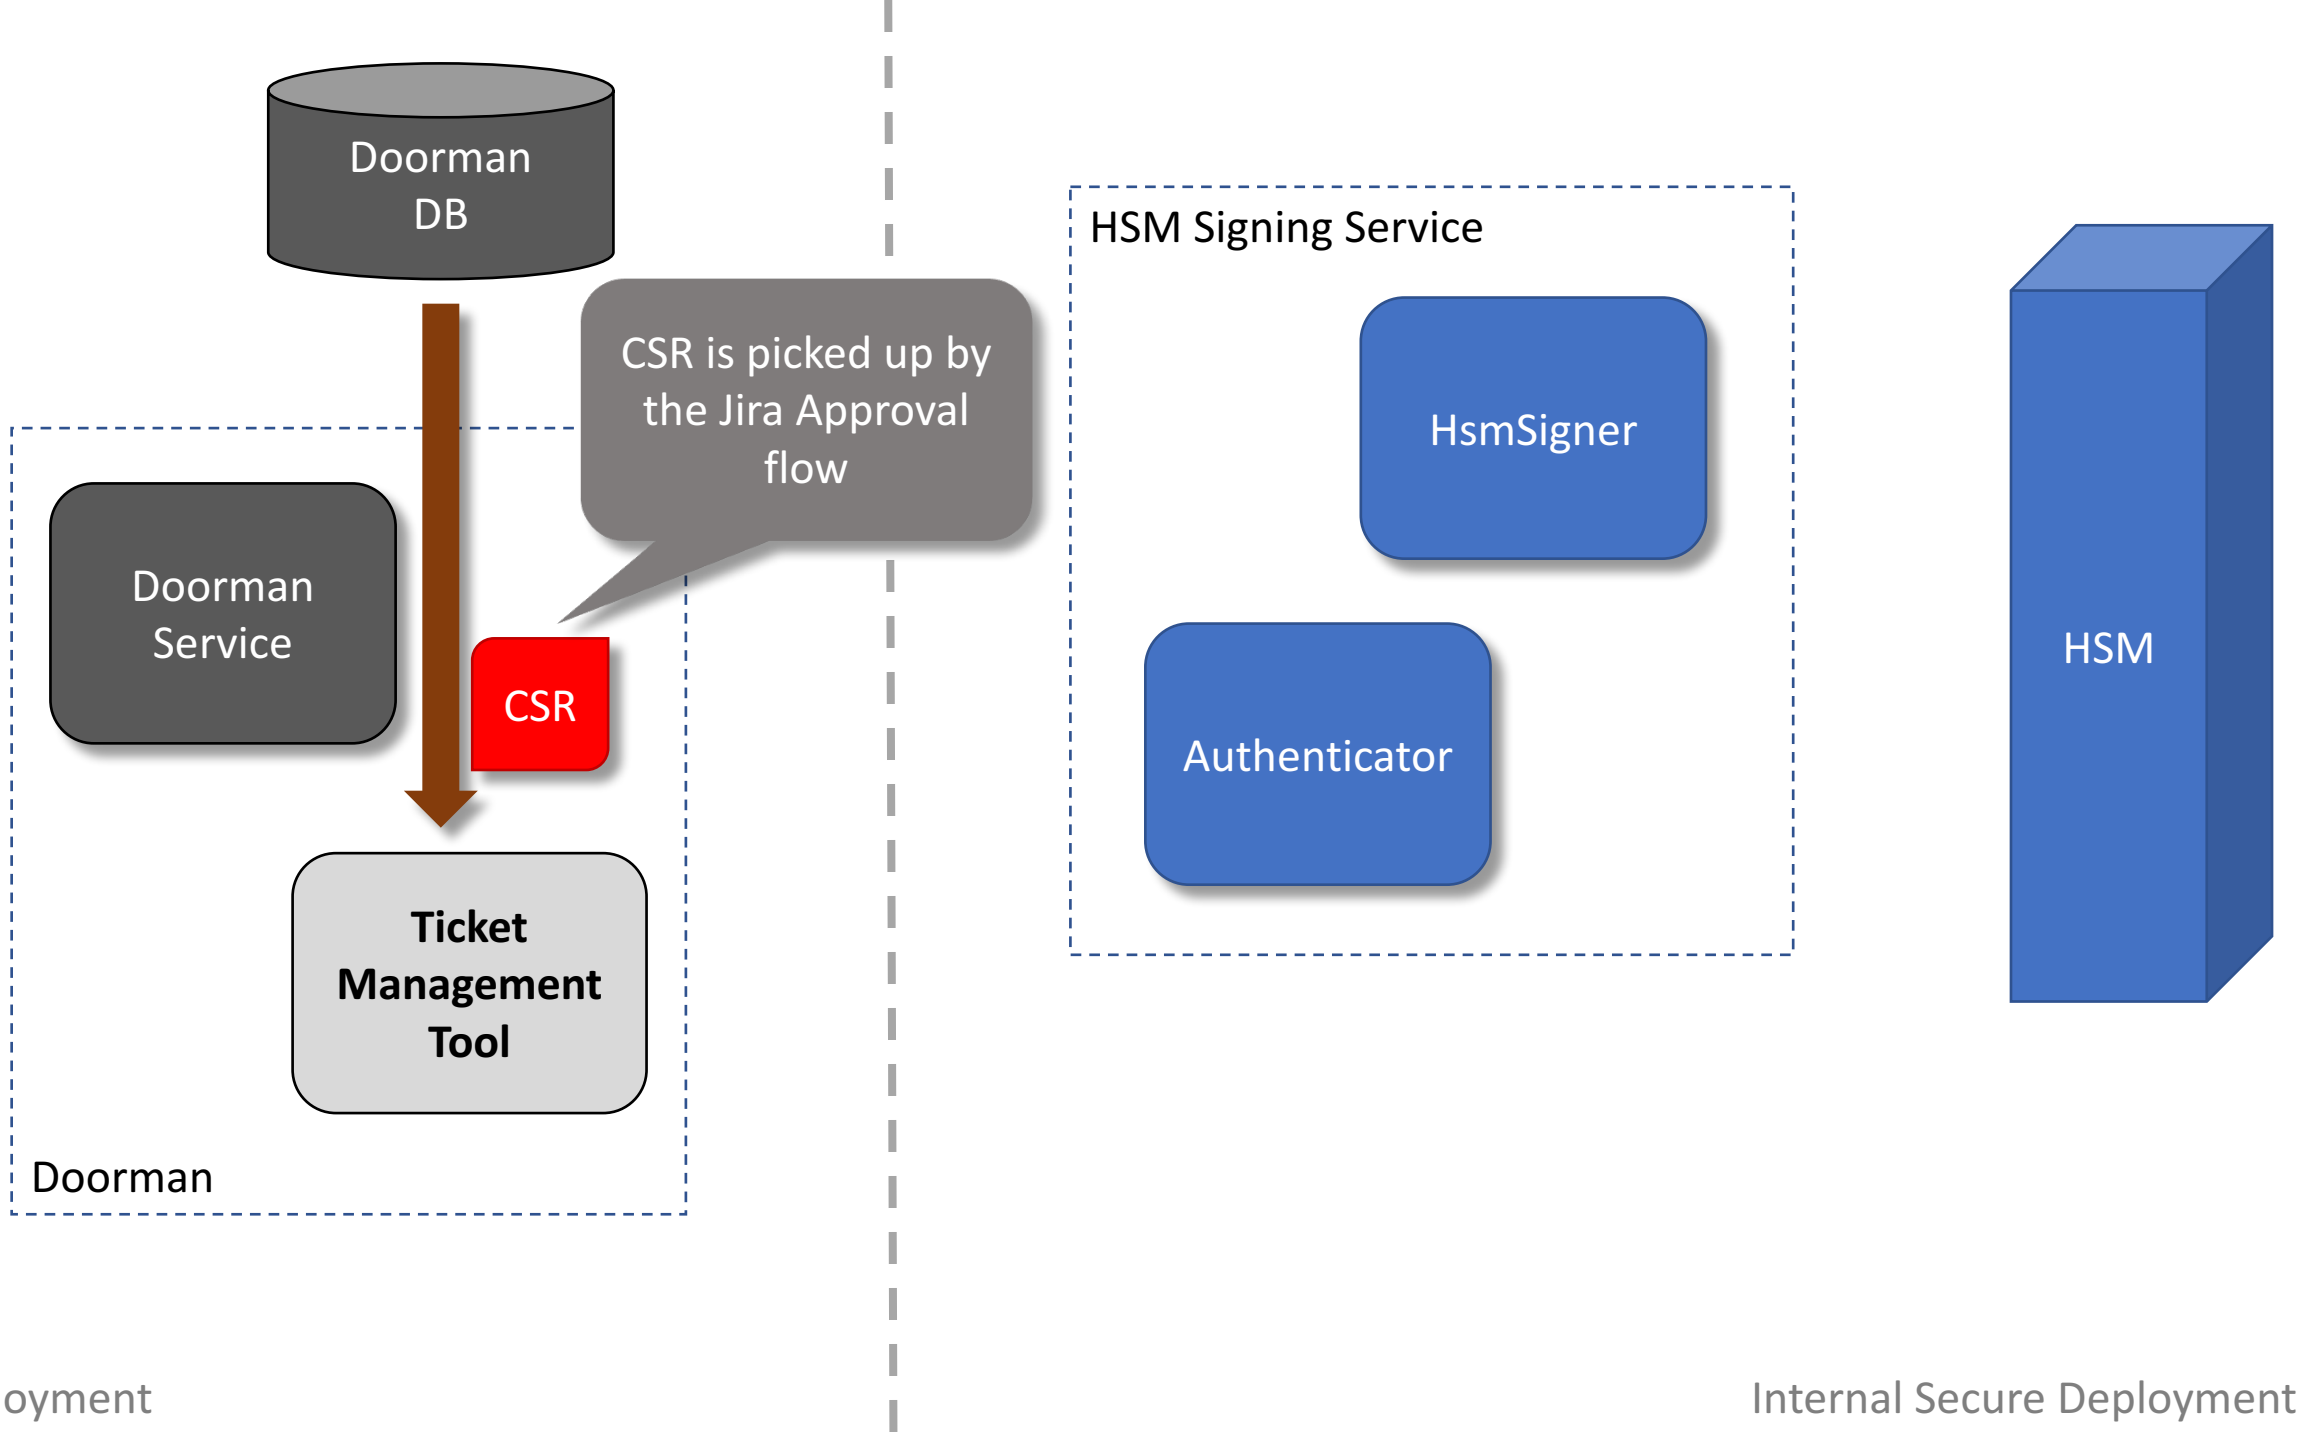 Doorman
DB
HSM Signing Service
CSR is picked up by
the Jira Approval
flow
HsmSigner
Doorman
Service
CSR
HSM
Authenticator
Ticket
Management
Tool
Doorman
oyment
Internal Secure Deployment